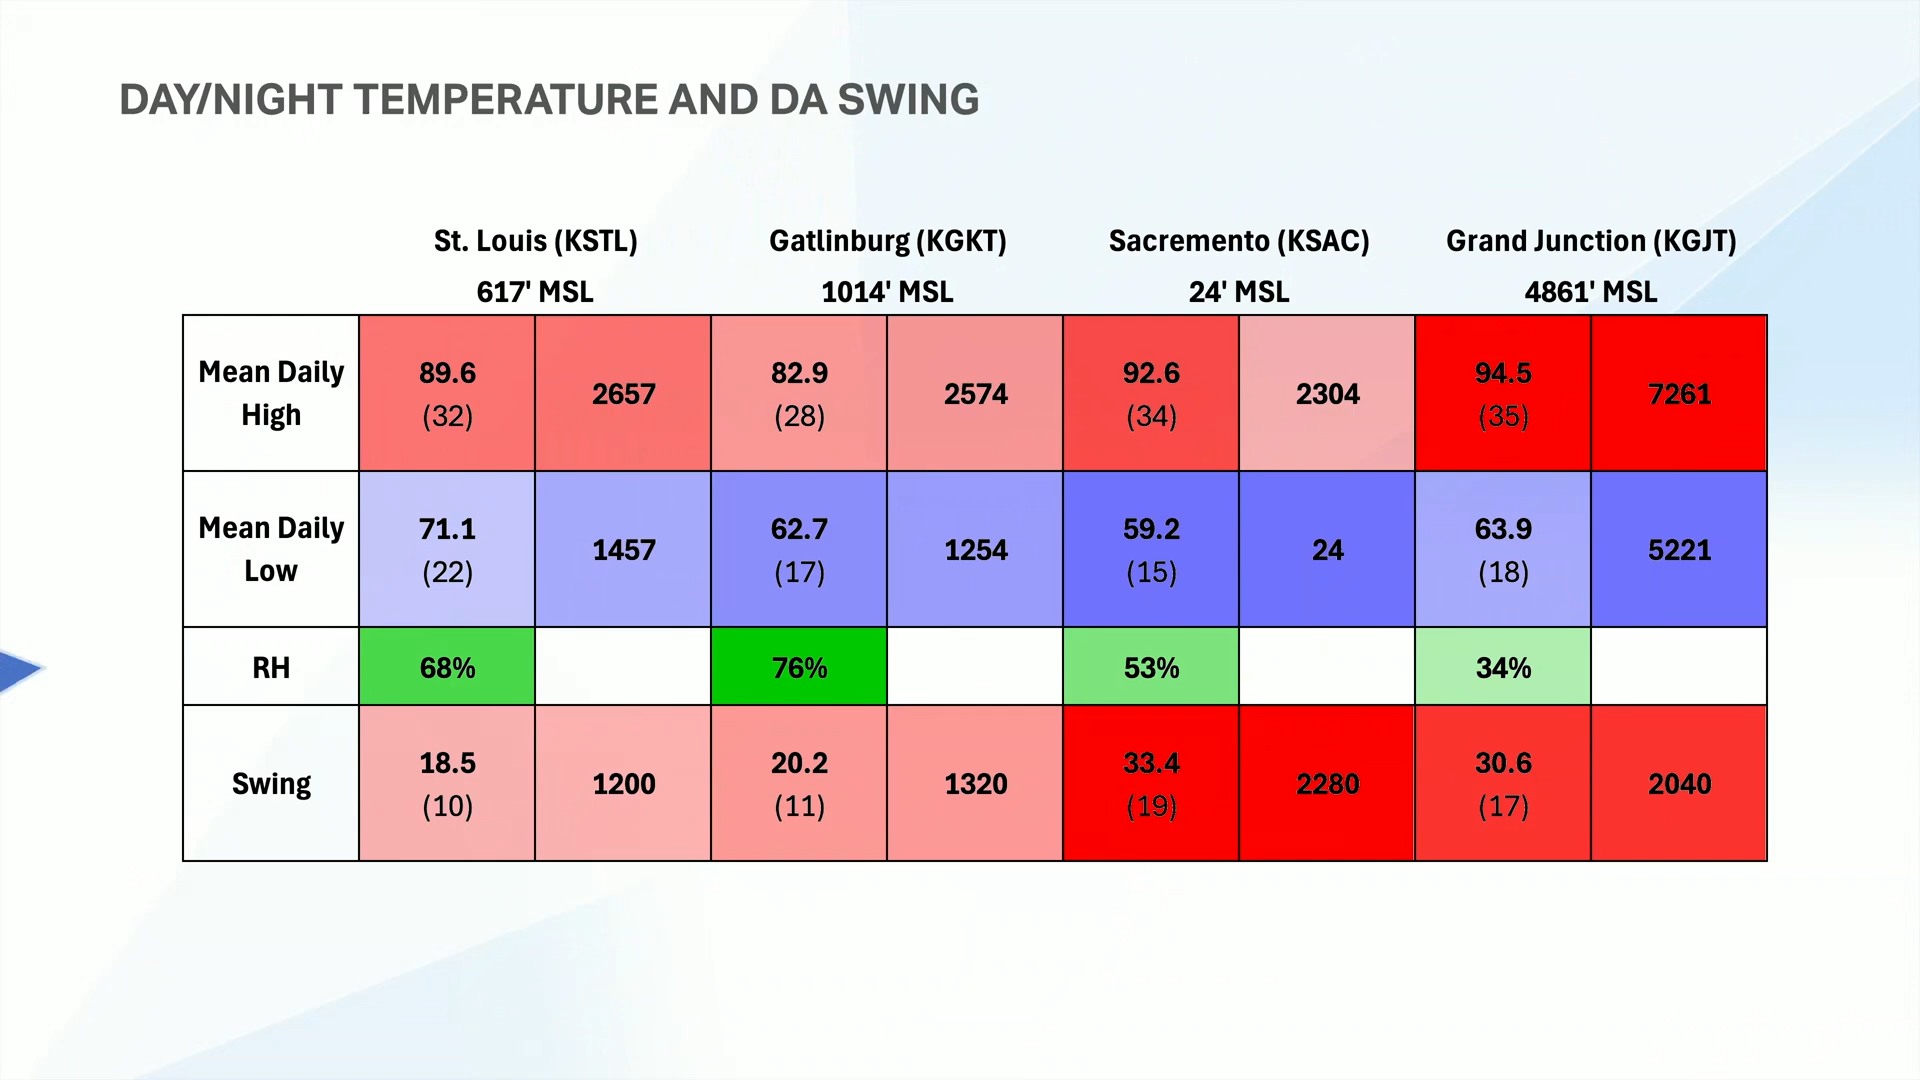 DAY/NIGHT TEMPERATURE AND DA SWING
St. Louis (KSTL) Gatlinburg (KGKT) Sacremento (KSAC) Grand Junction (KGJT)
617' MSL 1014' MSL 24' MSL 4861' MSL
Mean Daily High 89.6 (32) 2657 82.9 (28) 2574 92.6 (34) 2304 94.5 (35) 7261
Mean Daily Low 71.1 (22) 1457 62.7 (17) 1254 59.2 (15) 24 63.9 (18) 5221
RH 68% 76% 53% 34%
Swing 18.5 (10) 1200 20.2 (11) 1320 33.4 (19) 2280 30.6 (17) 2040